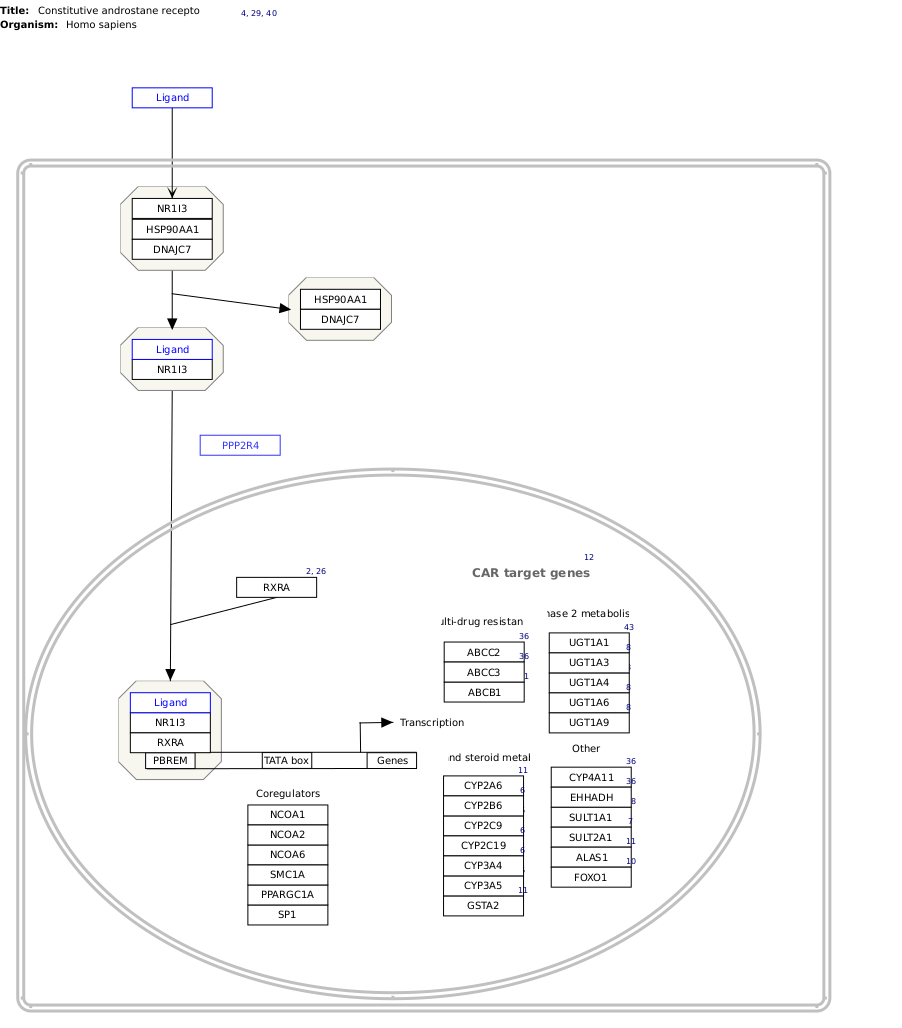 Title: Constitutive androstane recepto 4, 29, 40
Organism: Homo sapiens
Ligand
NR1I3
HSP90AA1
DNAJC7
HSP90AA1
DNAJC7
Ligand
NR1I3
PPP2R4
2, 26
RXRA
Ligand
NR1I3
RXRA
PBREM
TATA box
Genes
Transcription
Coregulators
NCOA1
NCOA2
NCOA6
SMC1A
PPARGC1A
SP1
12
CAR target genes
ulti-drug resistan
36
ABCC2
36
ABCC3
1
ABCB1
hase 2 metabolis
43
UGT1A1
8
UGT1A3
UGT1A4
8
UGT1A6
8
UGT1A9
nd steroid metal
11
CYP2A6
6
CYP2B6
CYP2C9
6
CYP2C19
6
CYP3A4
CYP3A5
11
GSTA2
Other
36
CYP4A11
36
EHHADH
8
SULT1A1
7
SULT2A1
11
ALAS1
10
FOXO1